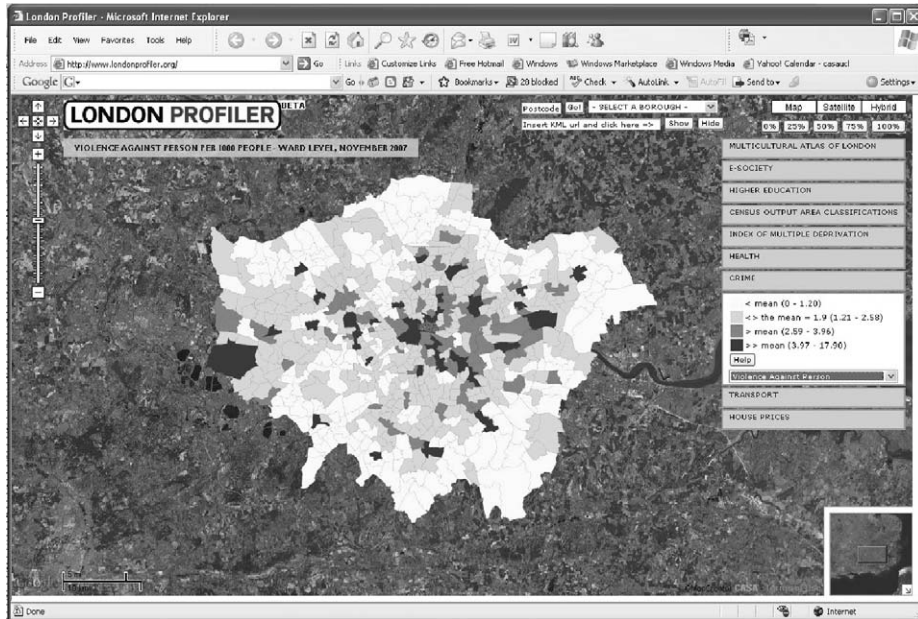 London Profiler - Microsoft Internet Explorer
File Edit View Favorites Tools Help
Address http://www.londonprofiler.org/ Go Links Customize Links Free Hotmail Windows Windows Marketplace Windows Media Yahoo! Calendar - casaucl
Google G Go Bookmarks 20 blocked Check AutoLink AutoFill Send to Settings
LONDON PROFILER BETA
Postcode Go! - SELECT A BOROUGH - Map Satellite Hybrid
Insert KML url and click here => Show Hide 0% 25% 50% 75% 100%
VIOLENCE AGAINST PERSON PER 1000 PEOPLE - WARD LEVEL, NOVEMBER 2007
MULTICULTURAL ATLAS OF LONDON
E-SOCIETY
HIGHER EDUCATION
CENSUS OUTPUT AREA CLASSIFICATIONS
INDEX OF MULTIPLE DEPRIVATION
HEALTH
CRIME
< mean (0 - 1.20)
<> the mean = 1.9 (1.21 - 2.58)
> mean (2.59 - 3.96)
>> mean (3.97 - 17.90)
Help
Violence Against Person
TRANSPORT
HOUSE PRICES
5 mi
CASA
Done Internet